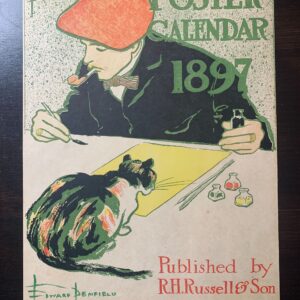 POSTER
CALENDAR
1897
Published by
R.H. Russell & Son
EDWARD PENFIELD